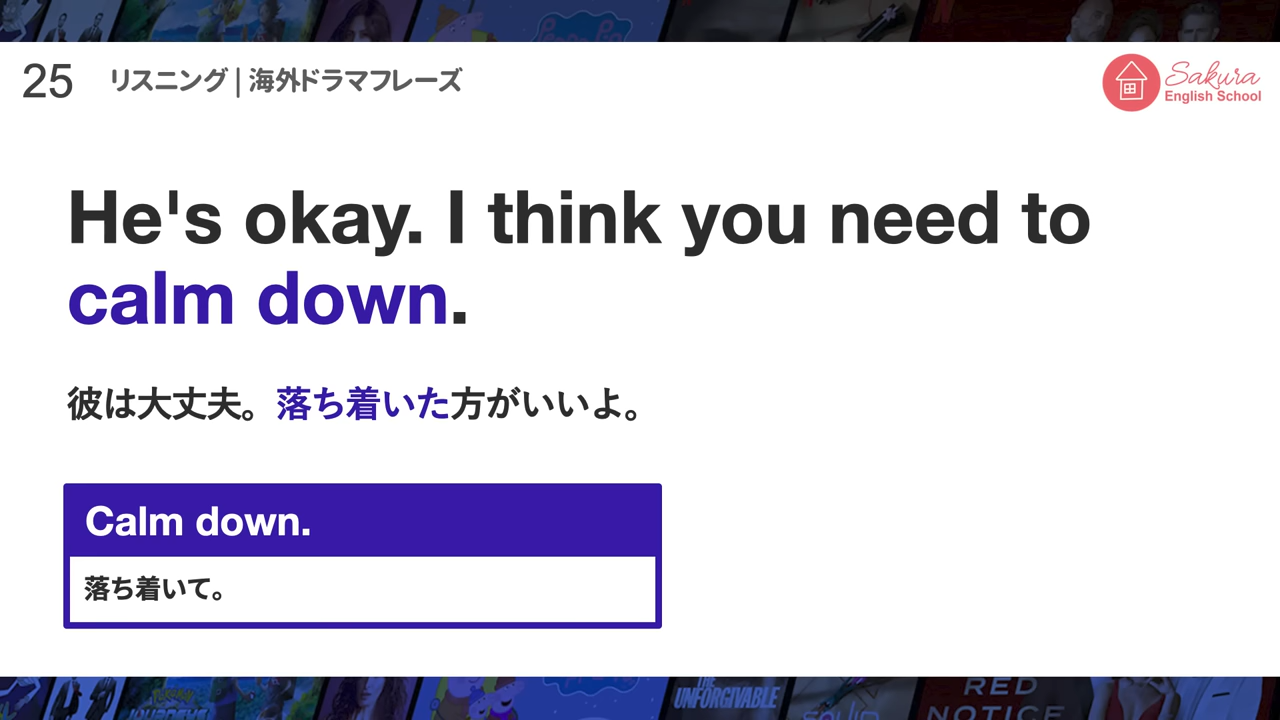 25
リスニング | 海外ドラマフレーズ
Sakura
English School
He's okay. I think you need to
calm down.
彼は大丈夫。落ち着いた方がいいよ。
Calm down.
落ち着いて。
THE
UNFORGIVABLE
RED
NOTICE